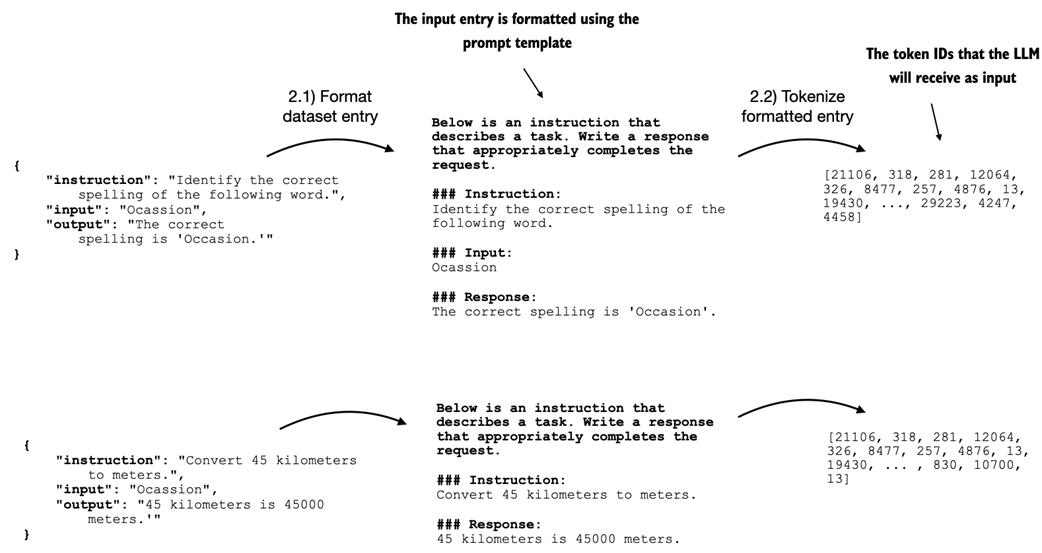 The input entry is formatted using the
prompt template
The token IDs that the LLM
will receive as input
2.1) Format
dataset entry
2.2) Tokenize
formatted entry
{
"instruction": "Identify the correct
spelling of the following word.",
"input": "Ocassion",
"output": "The correct
spelling is 'Occasion.'"
}
Below is an instruction that
describes a task. Write a response
that appropriately completes the
request.
### Instruction:
Identify the correct spelling of the
following word.
### Input:
Ocassion
### Response:
The correct spelling is 'Occasion'.
[21106, 318, 281, 12064,
326, 8477, 257, 4876, 13,
19430, ..., 29223, 4247,
4458]
{
"instruction": "Convert 45 kilometers
to meters.",
"input": "Ocassion",
"output": "45 kilometers is 45000
meters.'"
}
Below is an instruction that
describes a task. Write a response
that appropriately completes the
request.
### Instruction:
Convert 45 kilometers to meters.
### Response:
45 kilometers is 45000 meters.
[21106, 318, 281, 12064,
326, 8477, 257, 4876, 13,
19430, ... , 830, 10700,
13]